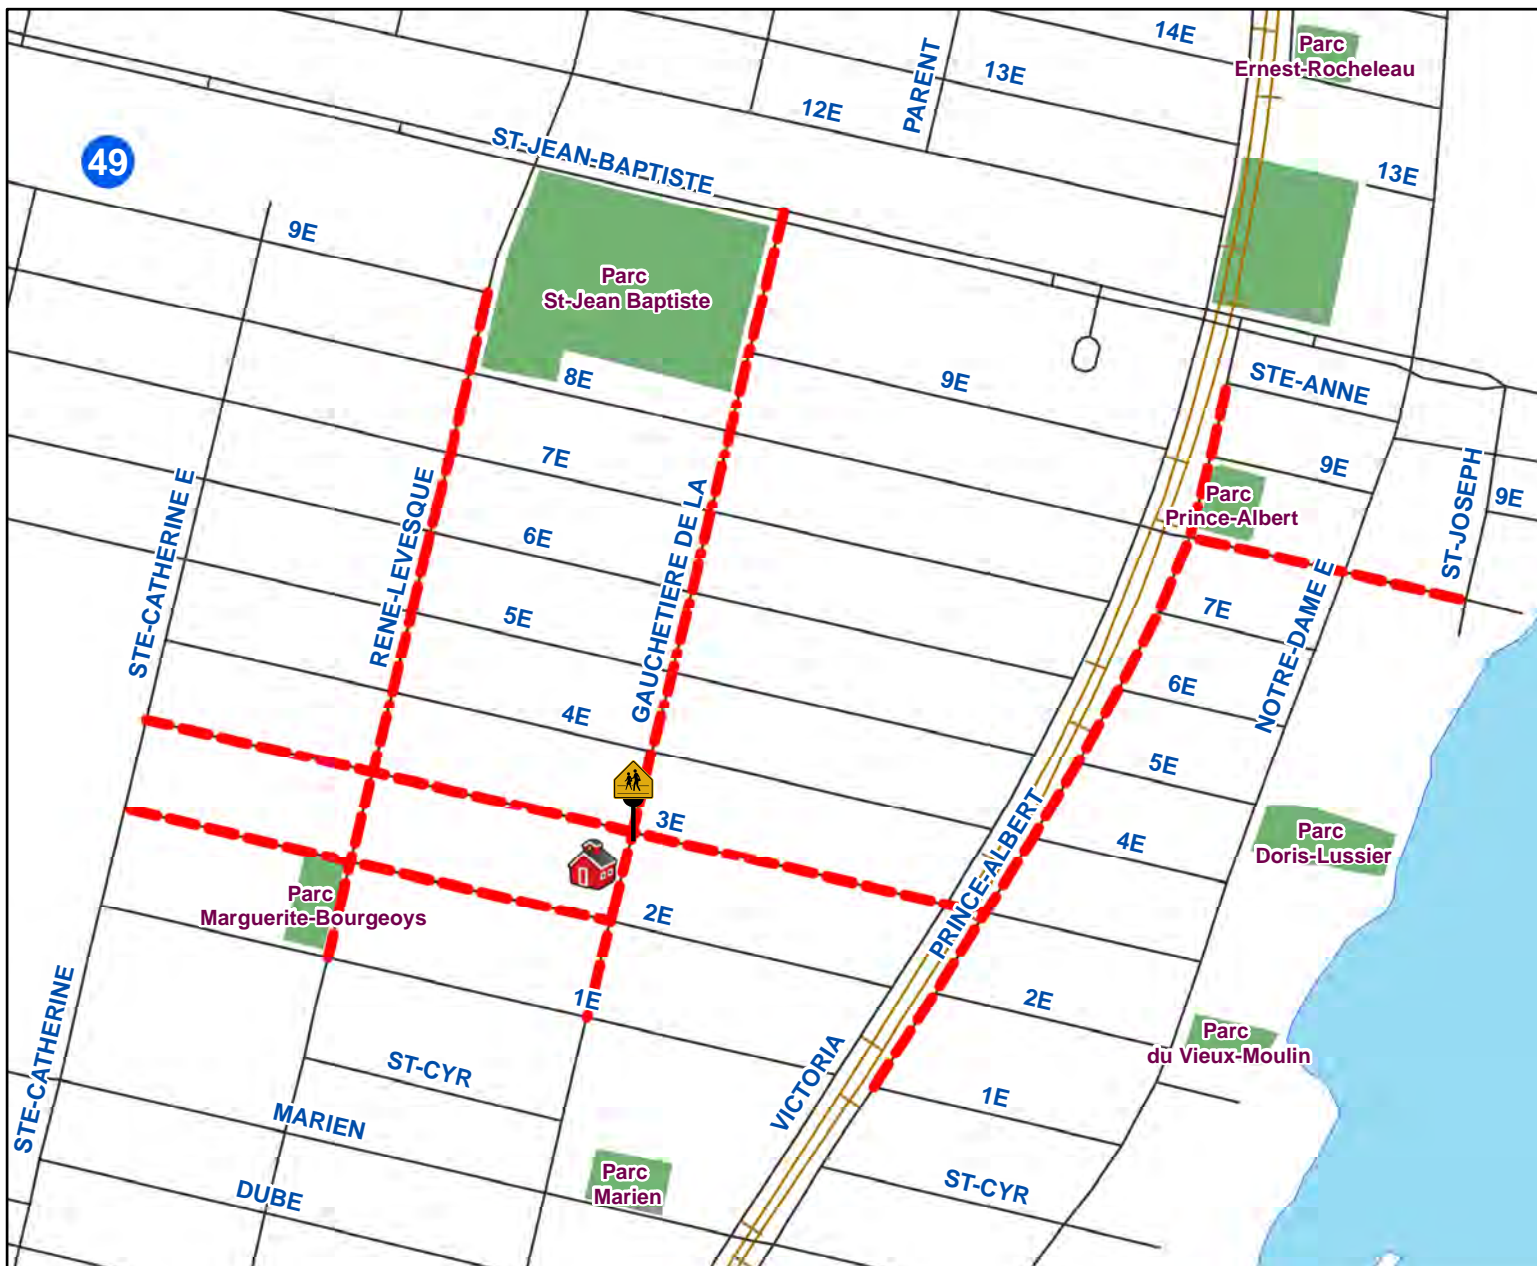 14E
Parc
Ernest-Rocheleau
13E
PARENT
12E
ST-JEAN-BAPTISTE
49
13E
9E
Parc
St-Jean Baptiste
8E
9E
STE-ANNE
7E
9E
ST-JOSEPH
9E
Parc
Prince-Albert
STE-CATHERINE E
RENE-LEVESQUE
GAUCHETIERE DE LA
6E
5E
7E
NOTRE-DAME E
6E
4E
5E
3E
PRINCE-ALBERT
4E
Parc
Doris-Lussier
Parc
Marguerite-Bourgeoys
2E
1E
2E
STE-CATHERINE
Parc
du Vieux-Moulin
ST-CYR
VICTORIA
1E
MARIEN
Parc
Marien
DUBE
ST-CYR